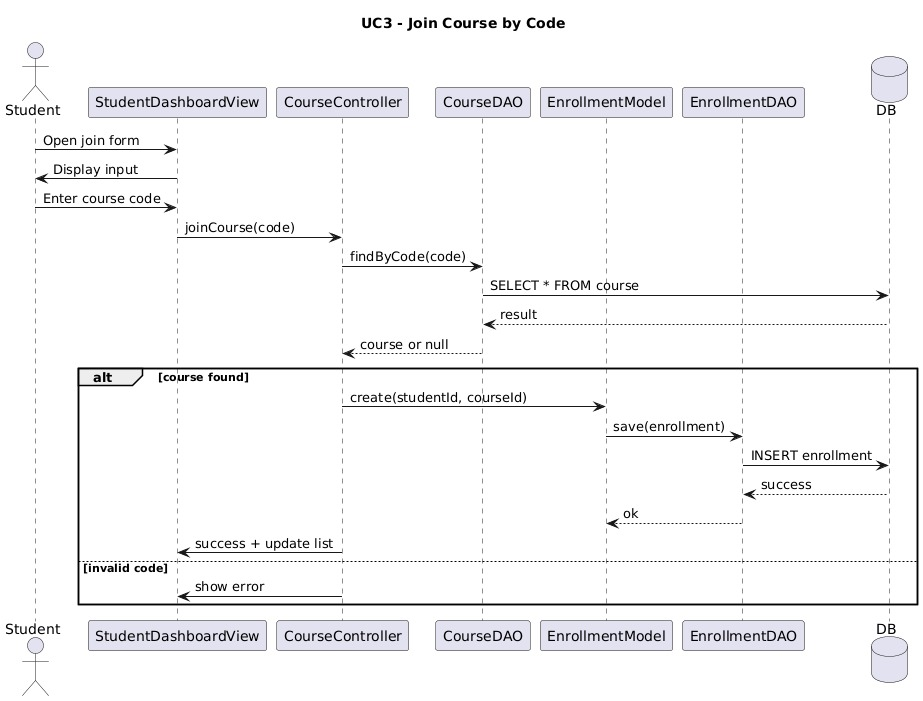 UC3 - Join Course by Code
Student
StudentDashboardView
CourseController
CourseDAO
EnrollmentModel
EnrollmentDAO
DB
Open join form
Display input
Enter course code
joinCourse(code)
findByCode(code)
SELECT * FROM course
result
course or null
alt [course found]
create(studentId, courseId)
save(enrollment)
INSERT enrollment
success
ok
success + update list
[invalid code]
show error
Student
StudentDashboardView
CourseController
CourseDAO
EnrollmentModel
EnrollmentDAO
DB